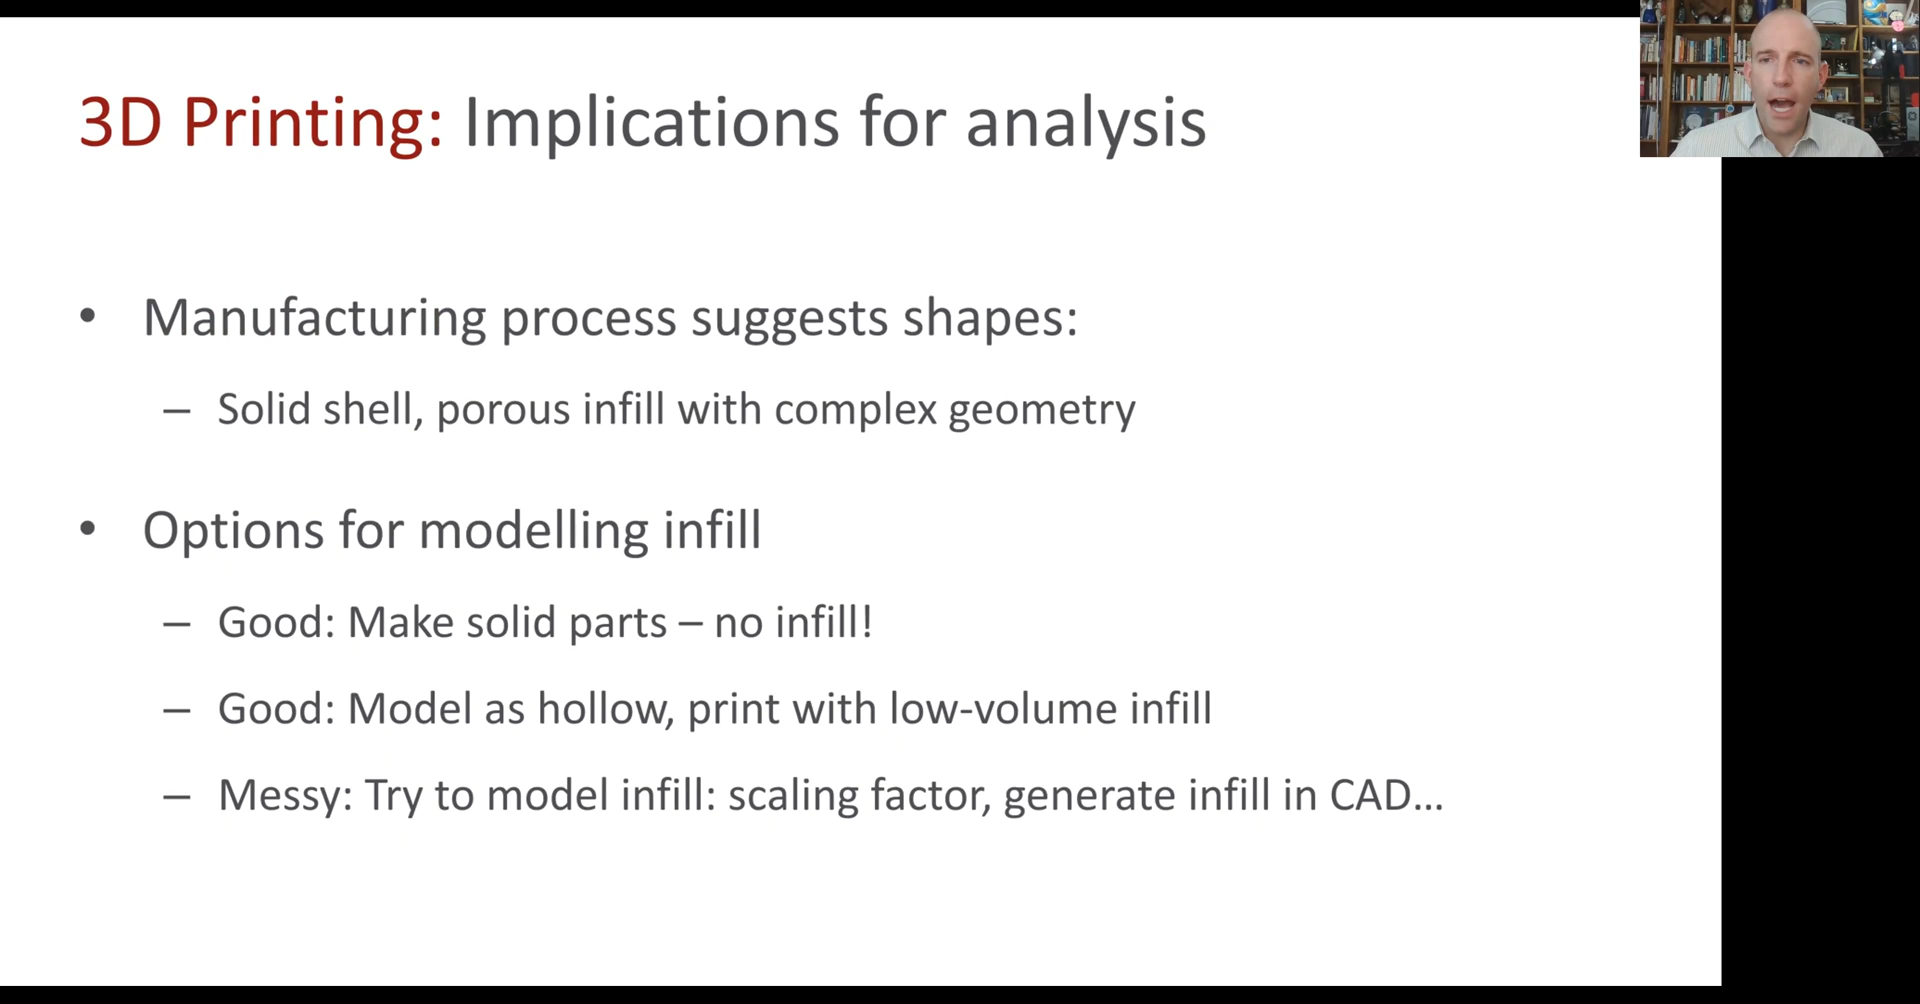 3D Printing: Implications for analysis
• Manufacturing process suggests shapes:
– Solid shell, porous infill with complex geometry
• Options for modelling infill
– Good: Make solid parts – no infill!
– Good: Model as hollow, print with low-volume infill
– Messy: Try to model infill: scaling factor, generate infill in CAD...